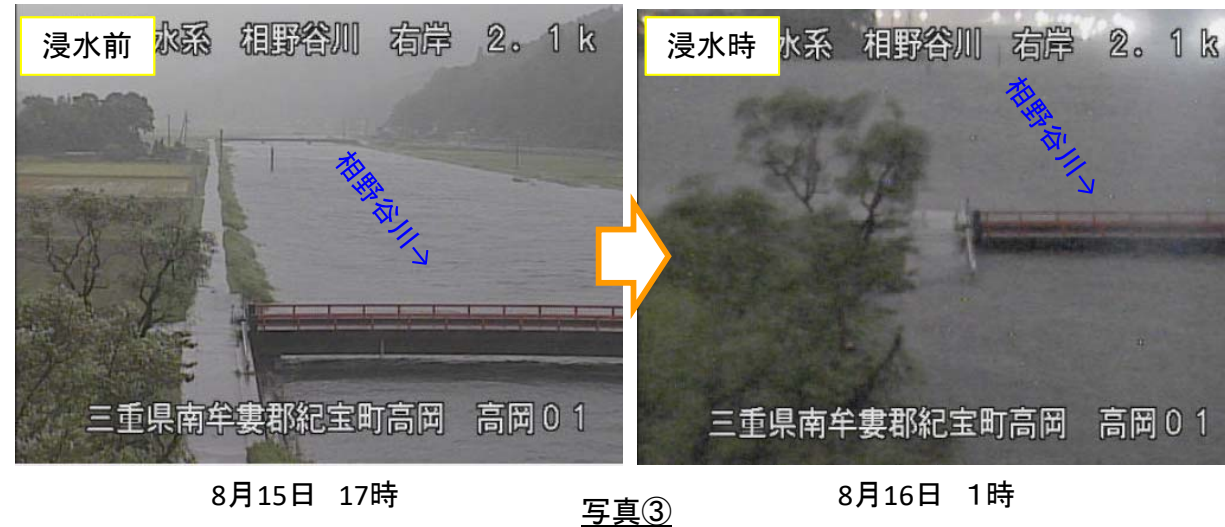 浸水前
水系 相野谷川 右岸 2.1k
相野谷川→
三重県南牟婁郡紀宝町高岡 高岡01
8月15日 17時
浸水時
水系 相野谷川 右岸 2.1k
相野谷川→
三重県南牟婁郡紀宝町高岡 高岡01
8月16日 1時
写真③